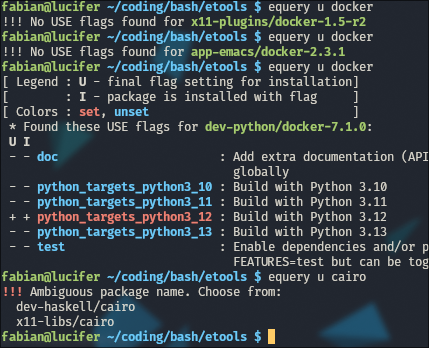 fabian@lucifer ~/coding/bash/etools $ equery u docker
!!! No USE flags found for x11-plugins/docker-1.5-r2
fabian@lucifer ~/coding/bash/etools $ equery u docker
!!! No USE flags found for app-emacs/docker-2.3.1
fabian@lucifer ~/coding/bash/etools $ equery u docker
[ Legend : U - final flag setting for installation]
[        : I - package is installed with flag     ]
[ Colors : set, unset                             ]
 * Found these USE flags for dev-python/docker-7.1.0:
 U I
 - - doc                      : Add extra documentation (API
                                globally
 - - python_targets_python3_10 : Build with Python 3.10
 - - python_targets_python3_11 : Build with Python 3.11
 + + python_targets_python3_12 : Build with Python 3.12
 - - python_targets_python3_13 : Build with Python 3.13
 - - test                     : Enable dependencies and/or p
                                FEATURES=test but can be tog
fabian@lucifer ~/coding/bash/etools $ equery u cairo
!!! Ambiguous package name. Choose from:
  dev-haskell/cairo
  x11-libs/cairo
fabian@lucifer ~/coding/bash/etools $